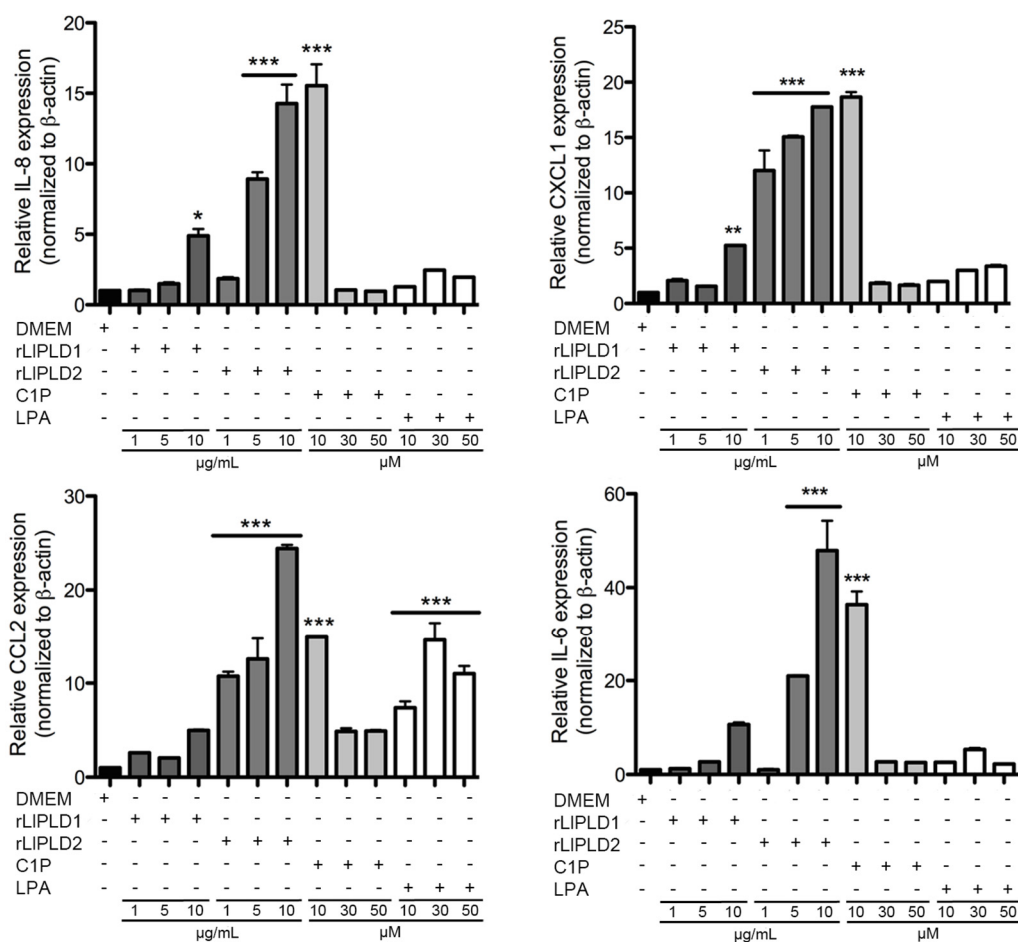 Relative IL-8 expression
(normalized to β-actin)
20
15
10
5
0
***
***
*
DMEM + - - - - - - - - - - - -
rLIPLD1 - + + + - - - - - - - - -
rLIPLD2 - - - - + + + - - - - - -
C1P - - - - - - - + + + - - -
LPA - - - - - - - - - - + + +
1 5 10 1 5 10 10 30 50 10 30 50
µg/mL µM
Relative CXCL1 expression
(normalized to β-actin)
25
20
15
10
5
0
***
***
**
DMEM + - - - - - - - - - - - -
rLIPLD1 - + + + - - - - - - - - -
rLIPLD2 - - - - + + + - - - - - -
C1P - - - - - - - + + + - - -
LPA - - - - - - - - - - + + +
1 5 10 1 5 10 10 30 50 10 30 50
µg/mL µM
Relative CCL2 expression
(normalized to β-actin)
30
20
10
0
***
***
***
DMEM + - - - - - - - - - - - -
rLIPLD1 - + + + - - - - - - - - -
rLIPLD2 - - - - + + + - - - - - -
C1P - - - - - - - + + + - - -
LPA - - - - - - - - - - + + +
1 5 10 1 5 10 10 30 50 10 30 50
µg/mL µM
Relative IL-6 expression
(normalized to β-actin)
60
40
20
0
***
***
DMEM + - - - - - - - - - - - -
rLIPLD1 - + + + - - - - - - - - -
rLIPLD2 - - - - + + + - - - - - -
C1P - - - - - - - + + + - - -
LPA - - - - - - - - - - + + +
1 5 10 1 5 10 10 30 50 10 30 50
µg/mL µM